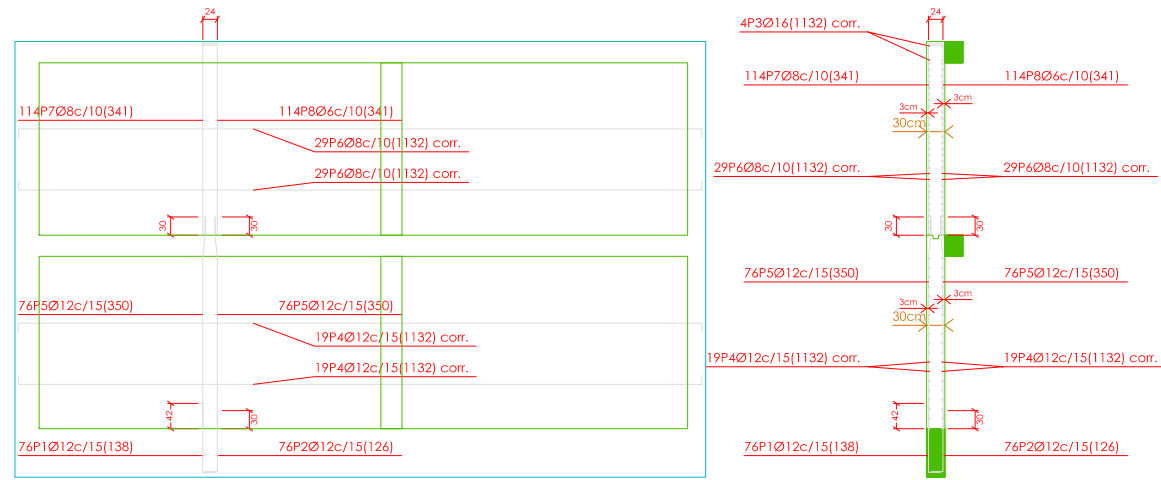 24
114P7Ø8c/10(341)
114P8Ø6c/10(341)
29P6Ø8c/10(1132) corr.
29P6Ø8c/10(1132) corr.
30
30
76P5Ø12c/15(350)
76P5Ø12c/15(350)
19P4Ø12c/15(1132) corr.
19P4Ø12c/15(1132) corr.
42
30
76P1Ø12c/15(138)
76P2Ø12c/15(126)
24
4P3Ø16(1132) corr.
114P7Ø8c/10(341)
114P8Ø6c/10(341)
3cm
3cm
30cm
29P6Ø8c/10(1132) corr.
29P6Ø8c/10(1132) corr.
30
30
76P5Ø12c/15(350)
76P5Ø12c/15(350)
3cm
3cm
30cm
19P4Ø12c/15(1132) corr.
19P4Ø12c/15(1132) corr.
42
30
76P1Ø12c/15(138)
76P2Ø12c/15(126)